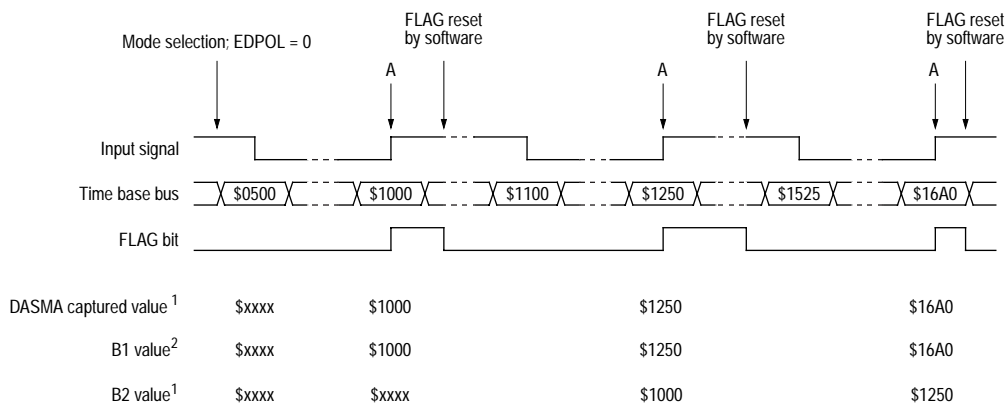 FLAG reset
by software
FLAG reset
by software
FLAG reset
by software
Mode selection; EDPOL = 0
A
A
A
Input signal
Time base bus $0500 $1000 $1100 $1250 $1525 $16A0
FLAG bit
DASMA captured value 1 $xxxx $1000 $1250 $16A0
B1 value2 $xxxx $1000 $1250 $16A0
B2 value1 $xxxx $xxxx $1000 $1250